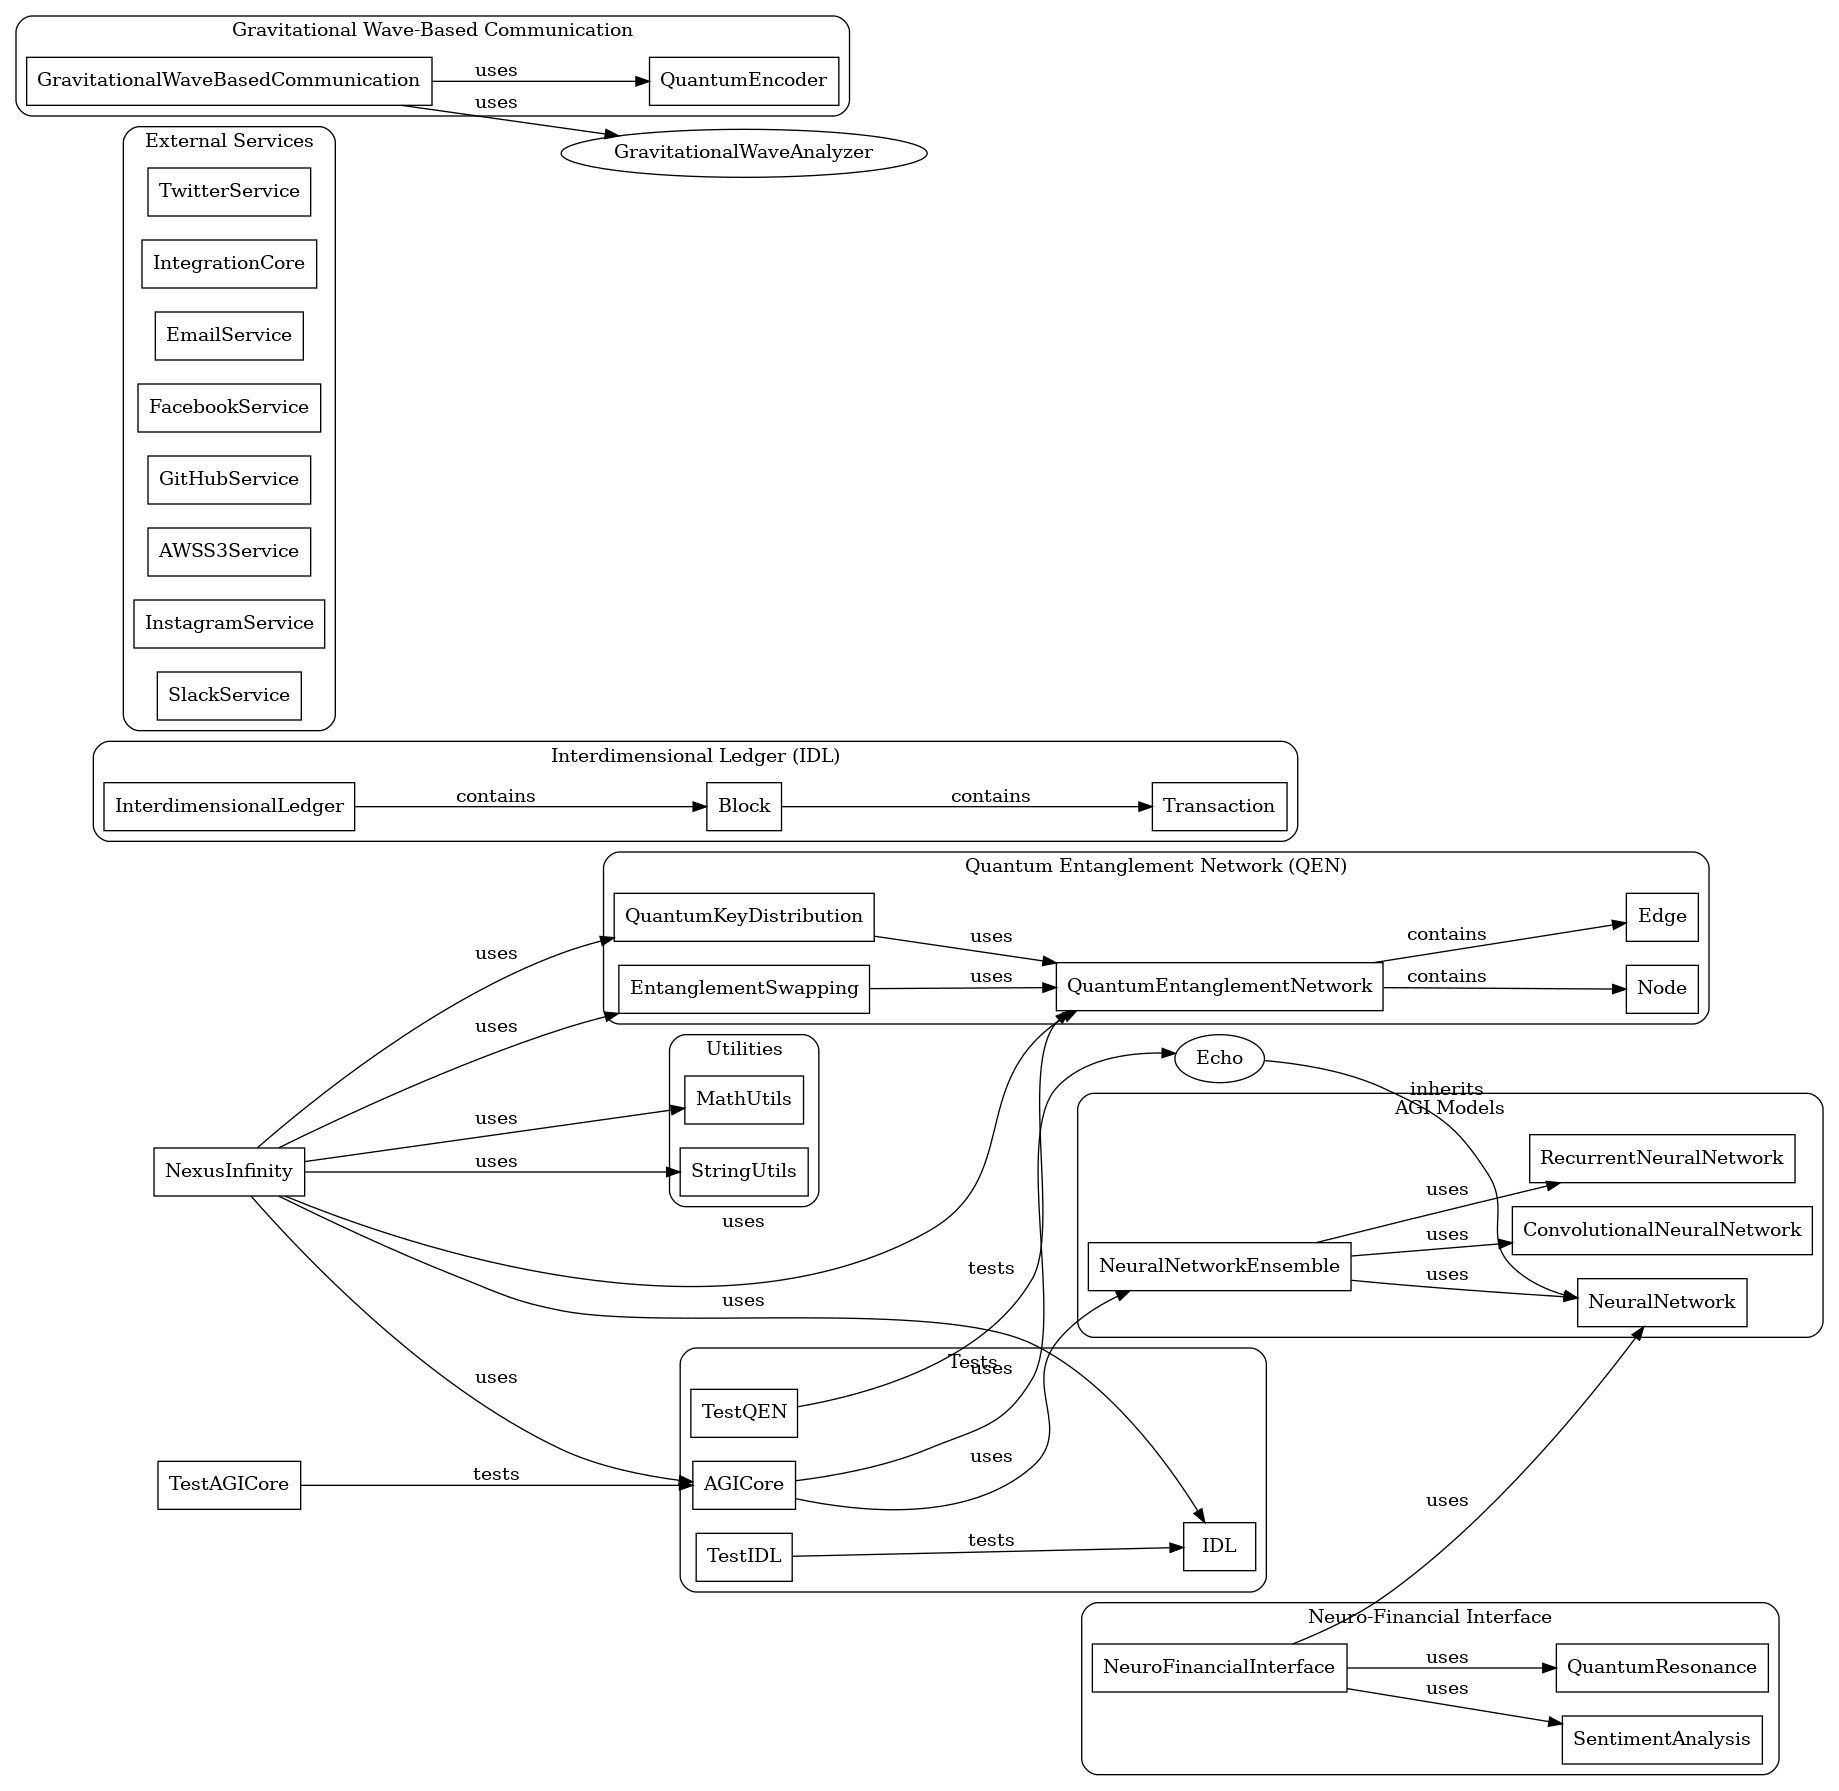 Gravitational Wave-Based Communication
GravitationalWaveBasedCommunication
uses
QuantumEncoder
uses
GravitationalWaveAnalyzer
External Services
TwitterService
IntegrationCore
EmailService
FacebookService
GitHubService
AWSS3Service
InstagramService
SlackService
Interdimensional Ledger (IDL)
InterdimensionalLedger
contains
Block
contains
Transaction
Quantum Entanglement Network (QEN)
QuantumKeyDistribution
uses
EntanglementSwapping
uses
QuantumEntanglementNetwork
contains
Edge
contains
Node
uses
uses
Utilities
MathUtils
StringUtils
uses
uses
NexusInfinity
uses
uses
uses
Echo
inherits
AGI Models
RecurrentNeuralNetwork
uses
ConvolutionalNeuralNetwork
uses
NeuralNetworkEnsemble
uses
NeuralNetwork
tests
Tests
uses
TestQEN
uses
AGICore
TestAGICore
tests
TestIDL
tests
IDL
uses
Neuro-Financial Interface
NeuroFinancialInterface
uses
QuantumResonance
uses
SentimentAnalysis